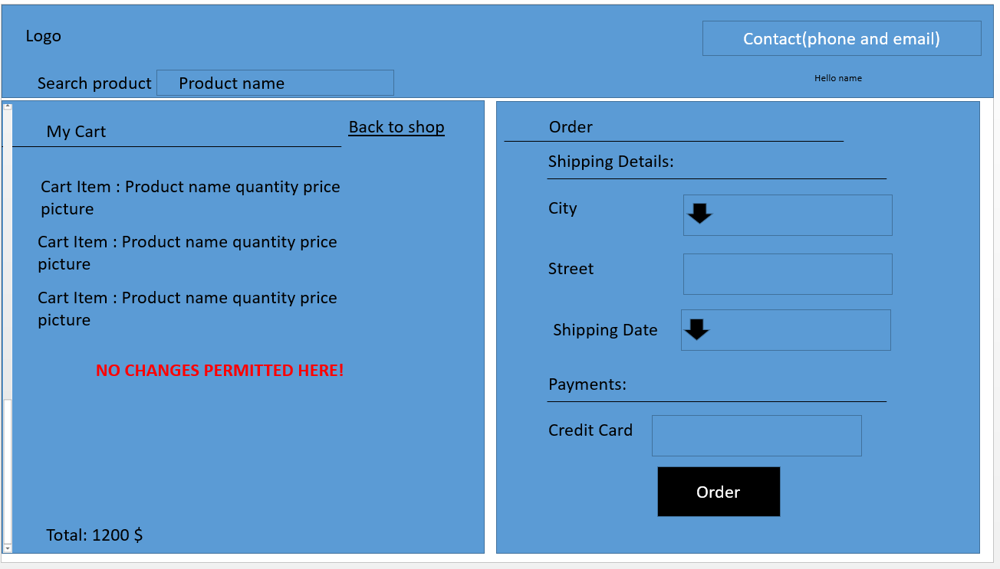 Logo
Contact(phone and email)
Search product
Product name
Hello name
My Cart
Back to shop
Cart Item : Product name quantity price
picture
Cart Item : Product name quantity price
picture
Cart Item : Product name quantity price
picture
NO CHANGES PERMITTED HERE!
Total: 1200 $
Order
Shipping Details:
City
Street
Shipping Date
Payments:
Credit Card
Order